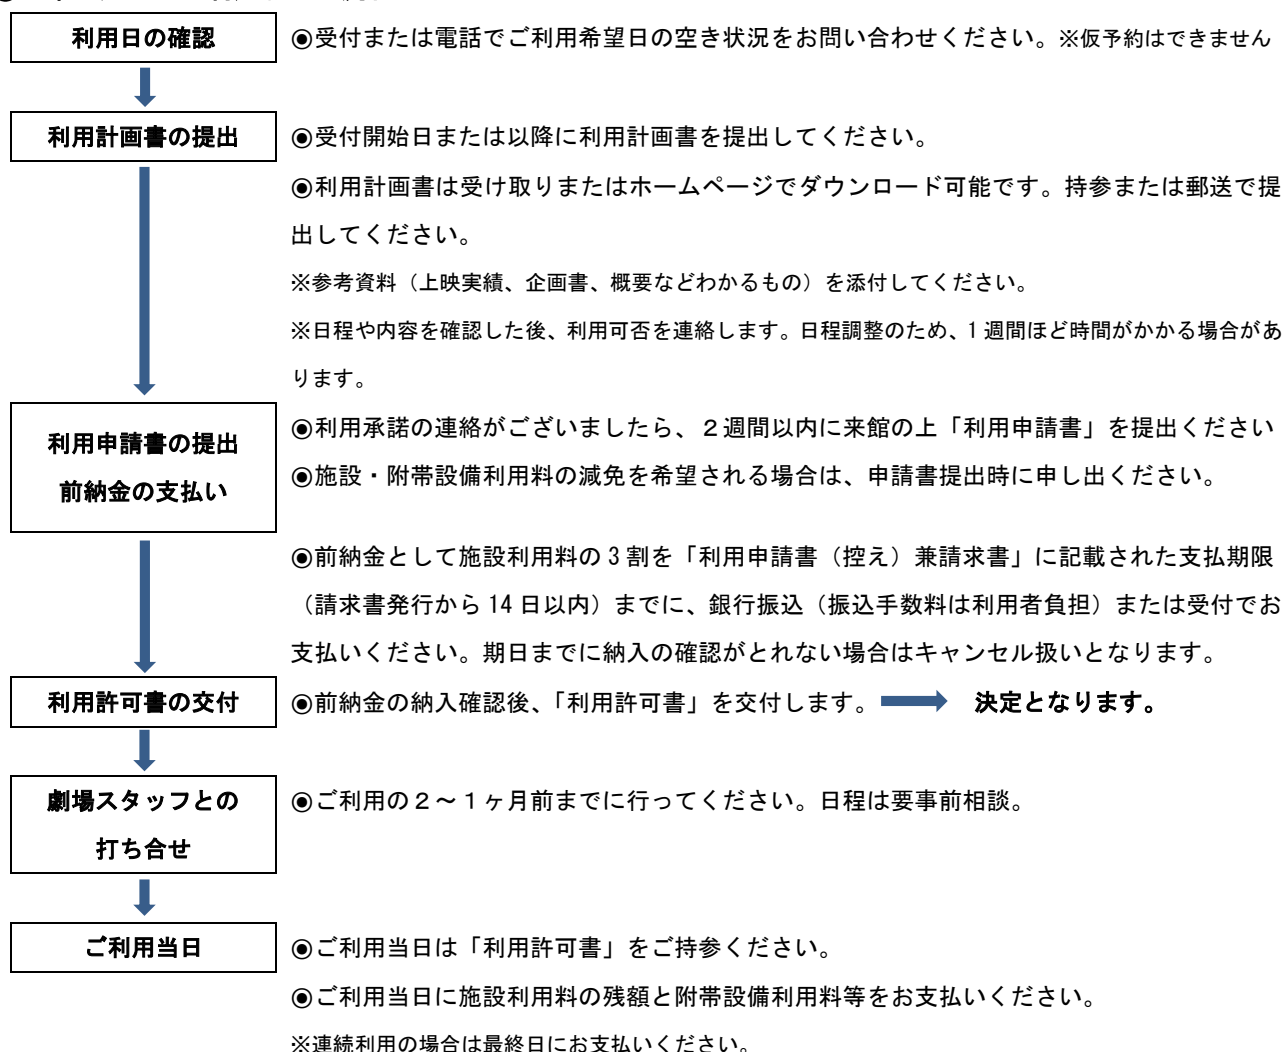 利用日の確認 ◉受付または電話でご利用希望日の空き状況をお問い合わせください。※仮予約はできません
利用計画書の提出 ◉受付開始日または以降に利用計画書を提出してください。
◉利用計画書は受け取りまたはホームページでダウンロード可能です。持参または郵送で提
出してください。
※参考資料（上映実績、企画書、概要などわかるもの）を添付してください。
※日程や内容を確認した後、利用可否を連絡します。日程調整のため、1週間ほど時間がかかる場合があ
ります。
利用申請書の提出
前納金の支払い
◉利用承諾の連絡がございましたら、２週間以内に来館の上「利用申請書」を提出ください
◉施設・附帯設備利用料の減免を希望される場合は、申請書提出時に申し出ください。
◉前納金として施設利用料の3割を「利用申請書（控え）兼請求書」に記載された支払期限
（請求書発行から14日以内）までに、銀行振込（振込手数料は利用者負担）または受付でお
支払いください。期日までに納入の確認がとれない場合はキャンセル扱いとなります。
利用許可書の交付 ◉前納金の納入確認後、「利用許可書」を交付します。 決定となります。
劇場スタッフとの
打ち合せ
◉ご利用の２～１ヶ月前までに行ってください。日程は要事前相談。
ご利用当日 ◉ご利用当日は「利用許可書」をご持参ください。
◉ご利用当日に施設利用料の残額と附帯設備利用料等をお支払いください。
※連続利用の場合は最終日にお支払いください。